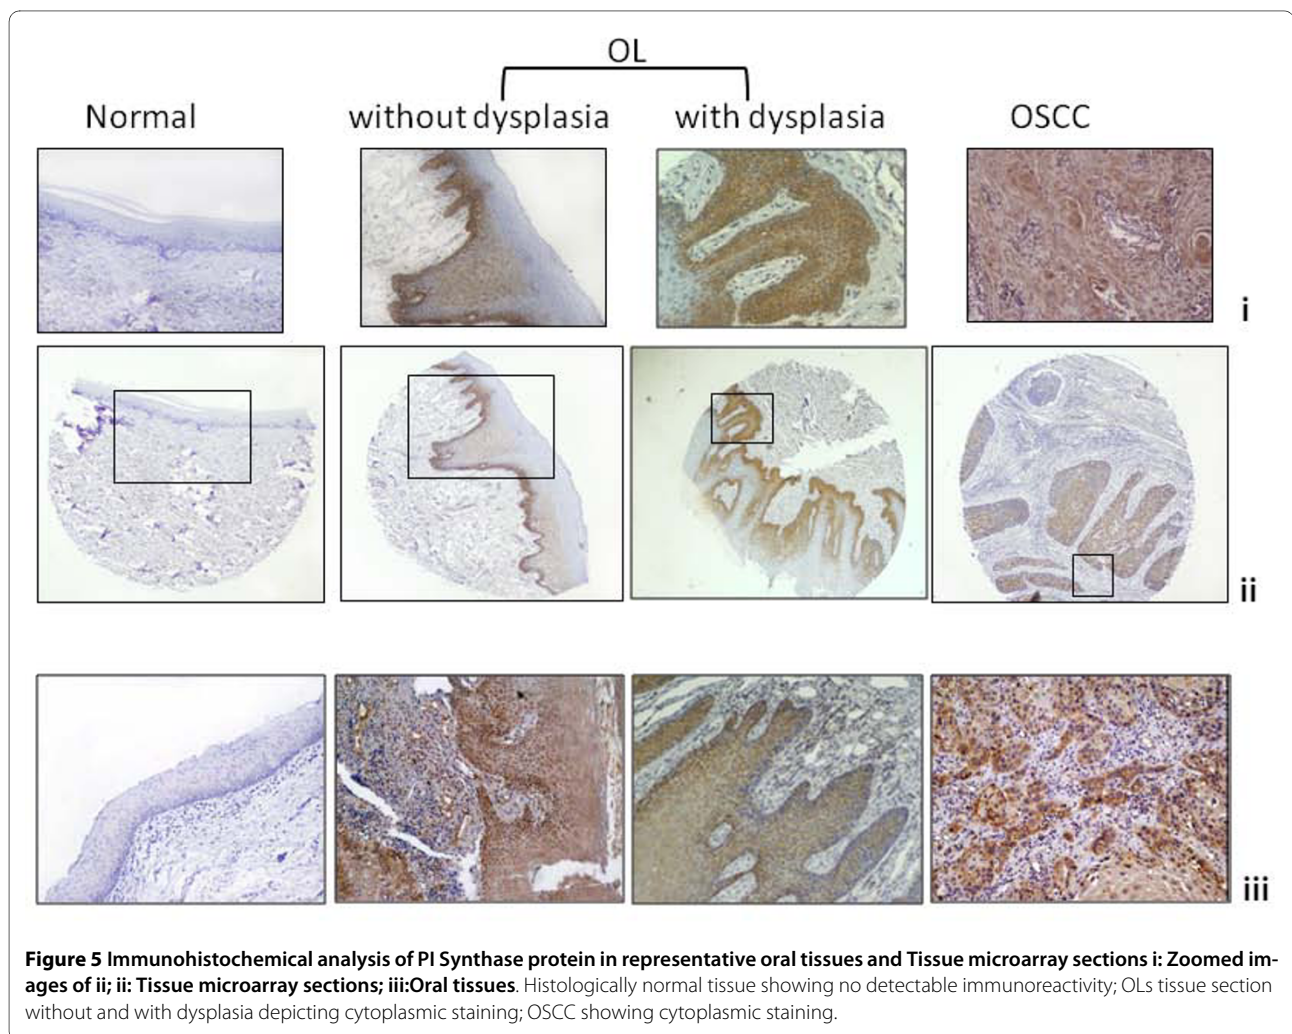 OL
Normal
without dysplasia
with dysplasia
OSCC
i
ii
iii
Figure 5 Immunohistochemical analysis of PI Synthase protein in representative oral tissues and Tissue microarray sections i: Zoomed im-
ages of ii; ii: Tissue microarray sections; iii:Oral tissues. Histologically normal tissue showing no detectable immunoreactivity; OLs tissue section
without and with dysplasia depicting cytoplasmic staining; OSCC showing cytoplasmic staining.